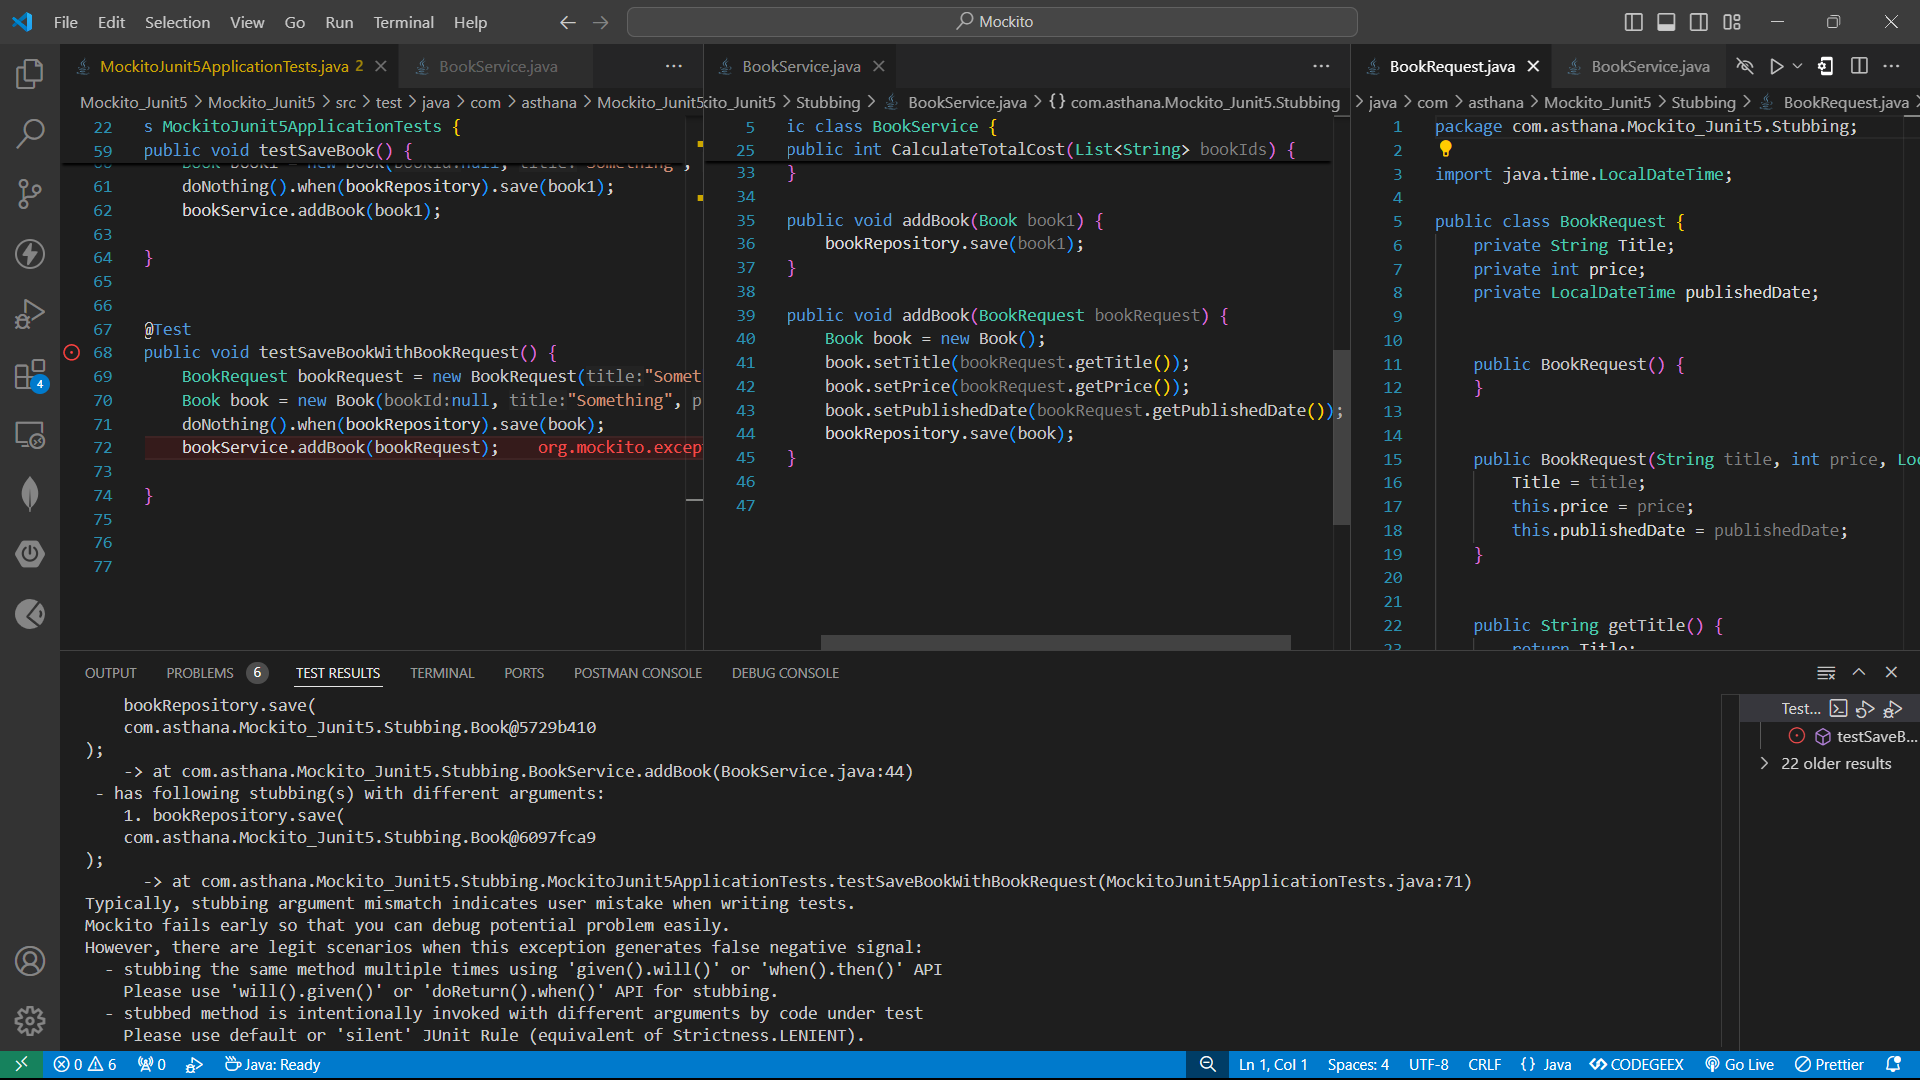 File Edit Selection View Go Run Terminal Help
Mockito
MockitoJunit5ApplicationTests.java 2
BookService.java
Mockito_Junit5 > Mockito_Junit5 > src > test > java > com > asthana > Mockito_Junit5
22 s MockitoJunit5ApplicationTests {
59 public void testSaveBook() {
61 doNothing().when(bookRepository).save(book1);
62 bookService.addBook(book1);
63
64 }
65
66
67 @Test
68 public void testSaveBookWithBookRequest() {
69 BookRequest bookRequest = new BookRequest(title:"Somet
70 Book book = new Book(bookId:null, title:"Something", p
71 doNothing().when(bookRepository).save(book);
72 bookService.addBook(bookRequest); org.mockito.except
73
74 }
75
76
77
BookService.java
kito_Junit5 > Stubbing > BookService.java > {} com.asthana.Mockito_Junit5.Stubbing
5 ic class BookService {
25 public int CalculateTotalCost(List<String> bookIds) {
33 }
34
35 public void addBook(Book book1) {
36 bookRepository.save(book1);
37 }
38
39 public void addBook(BookRequest bookRequest) {
40 Book book = new Book();
41 book.setTitle(bookRequest.getTitle());
42 book.setPrice(bookRequest.getPrice());
43 book.setPublishedDate(bookRequest.getPublishedDate());
44 bookRepository.save(book);
45 }
46
47
BookRequest.java
BookService.java
> java > com > asthana > Mockito_Junit5 > Stubbing > BookRequest.java >
1 package com.asthana.Mockito_Junit5.Stubbing;
2
3 import java.time.LocalDateTime;
4
5 public class BookRequest {
6 private String Title;
7 private int price;
8 private LocalDateTime publishedDate;
9
10
11 public BookRequest() {
12 }
13
14
15 public BookRequest(String title, int price, Lo
16 Title = title;
17 this.price = price;
18 this.publishedDate = publishedDate;
19 }
20
21
22 public String getTitle() {
23 return Title;
OUTPUT PROBLEMS 6 TEST RESULTS TERMINAL PORTS POSTMAN CONSOLE DEBUG CONSOLE
bookRepository.save(
com.asthana.Mockito_Junit5.Stubbing.Book@5729b410
);
-> at com.asthana.Mockito_Junit5.Stubbing.BookService.addBook(BookService.java:44)
- has following stubbing(s) with different arguments:
1. bookRepository.save(
com.asthana.Mockito_Junit5.Stubbing.Book@6097fca9
);
-> at com.asthana.Mockito_Junit5.Stubbing.MockitoJunit5ApplicationTests.testSaveBookWithBookRequest(MockitoJunit5ApplicationTests.java:71)
Typically, stubbing argument mismatch indicates user mistake when writing tests.
Mockito fails early so that you can debug potential problem easily.
However, there are legit scenarios when this exception generates false negative signal:
- stubbing the same method multiple times using 'given().will()' or 'when().then()' API
Please use 'will().given()' or 'doReturn().when()' API for stubbing.
- stubbed method is intentionally invoked with different arguments by code under test
Please use default or 'silent' JUnit Rule (equivalent of Strictness.LENIENT).
Test...
testSaveB...
> 22 older results
4
0 6 0 Java: Ready Ln 1, Col 1 Spaces: 4 UTF-8 CRLF {} Java CODEGEEX Go Live Prettier